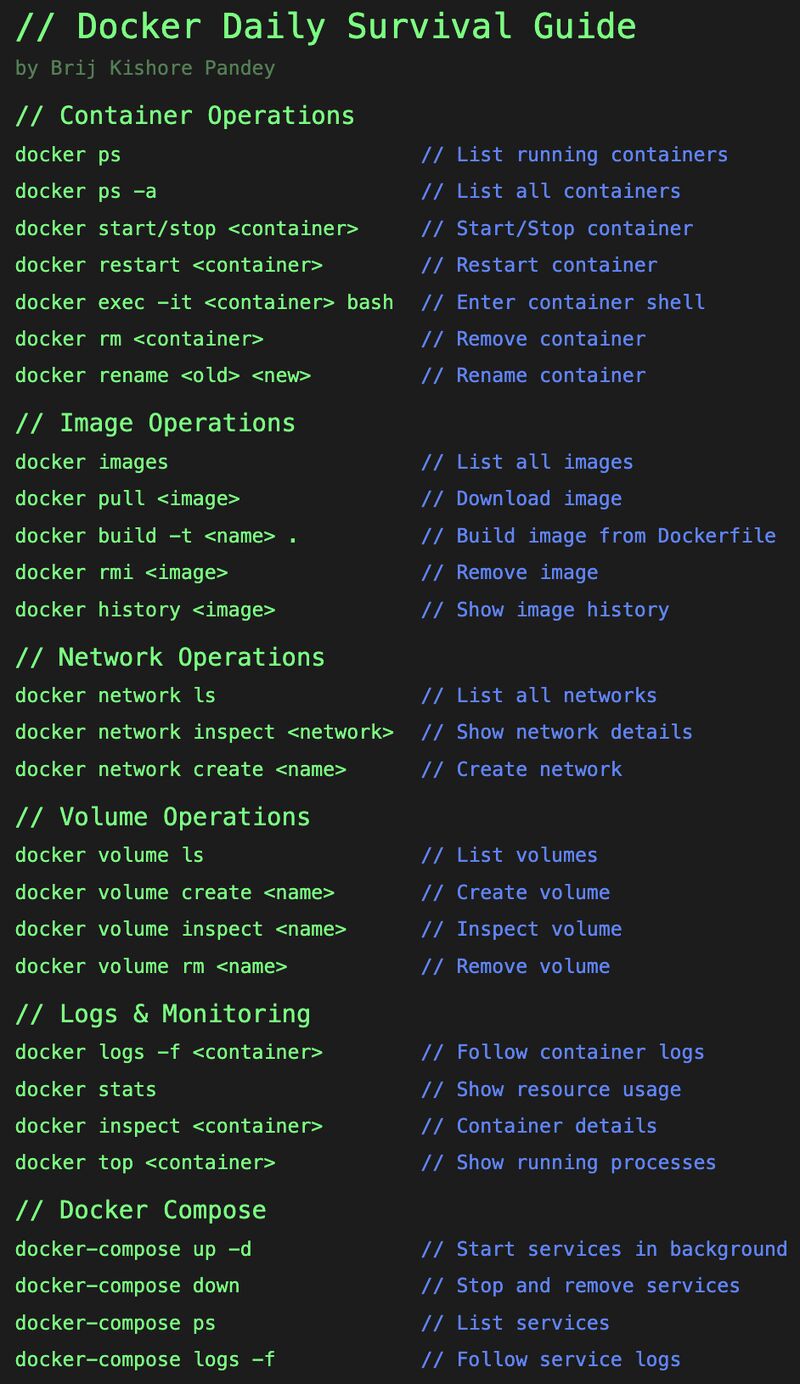 // Docker Daily Survival Guide
by Brij Kishore Pandey
// Container Operations
docker ps // List running containers
docker ps -a // List all containers
docker start/stop <container> // Start/Stop container
docker restart <container> // Restart container
docker exec -it <container> bash // Enter container shell
docker rm <container> // Remove container
docker rename <old> <new> // Rename container
// Image Operations
docker images // List all images
docker pull <image> // Download image
docker build -t <name> . // Build image from Dockerfile
docker rmi <image> // Remove image
docker history <image> // Show image history
// Network Operations
docker network ls // List all networks
docker network inspect <network> // Show network details
docker network create <name> // Create network
// Volume Operations
docker volume ls // List volumes
docker volume create <name> // Create volume
docker volume inspect <name> // Inspect volume
docker volume rm <name> // Remove volume
// Logs & Monitoring
docker logs -f <container> // Follow container logs
docker stats // Show resource usage
docker inspect <container> // Container details
docker top <container> // Show running processes
// Docker Compose
docker-compose up -d // Start services in background
docker-compose down // Stop and remove services
docker-compose ps // List services
docker-compose logs -f // Follow service logs